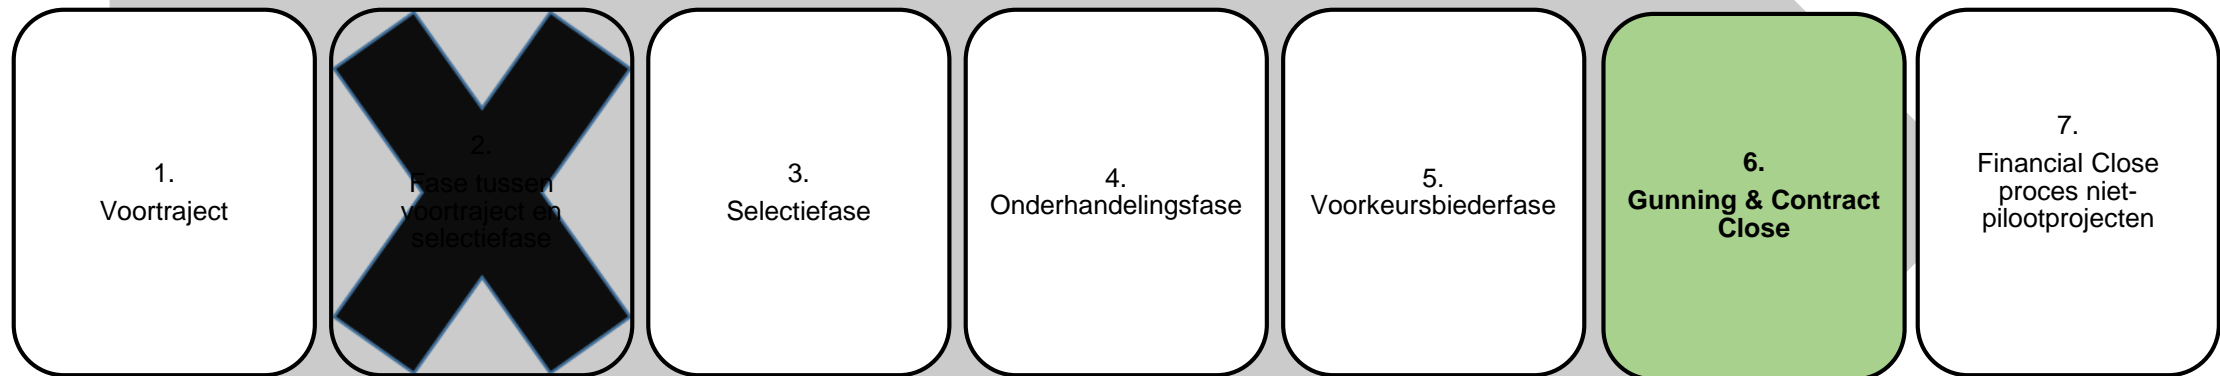 1.
Voortraject
2.
Fase tussen
voortraject en
selectiefase
3.
Selectiefase
4.
Onderhandelingsfase
5.
Voorkeursbiederfase
6.
Gunning & Contract
Close
7.
Financial Close
proces niet-
pilootprojecten